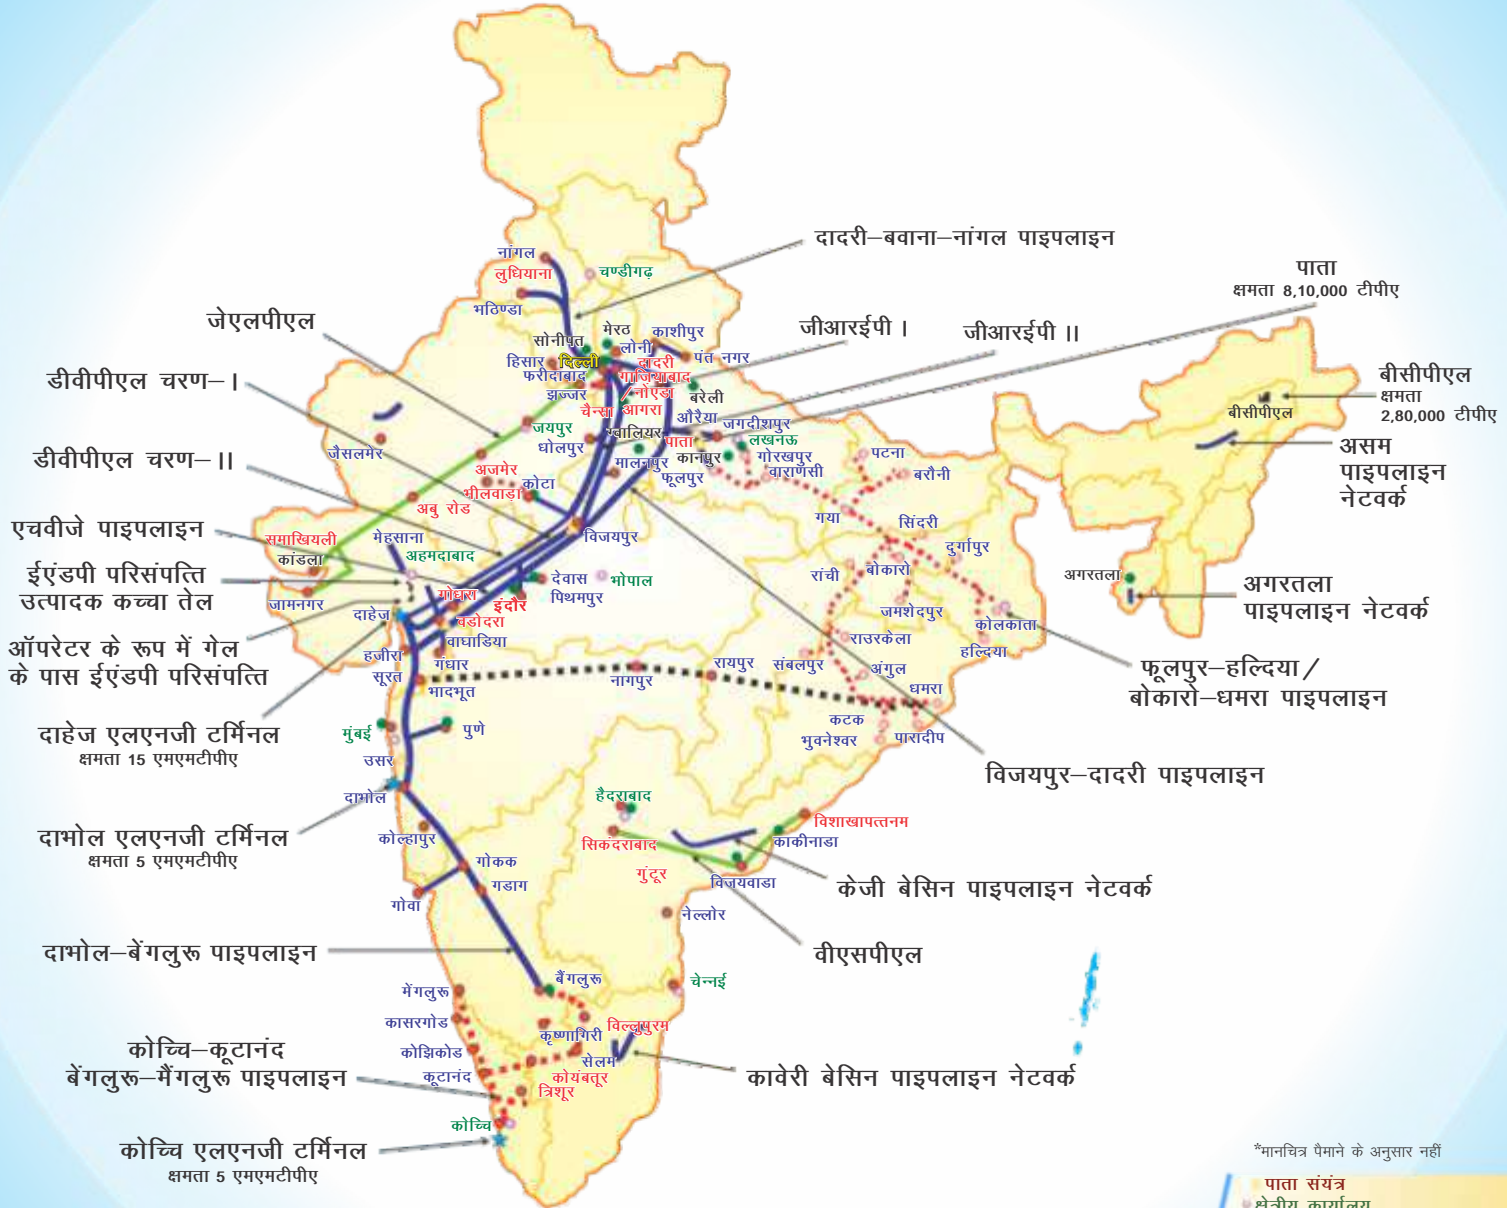 दादरी–बवाना–नांगल पाइपलाइन
पाता
क्षमता 8,10,000 टीपीए
जीआरईपी I
जीआरईपी II
जेएलपीएल
डीवीपीएल चरण–I
डीवीपीएल चरण–II
एचवीजे पाइपलाइन
ईएंडपी परिसंपत्ति
उत्पादक कच्चा तेल
ऑपरेटर के रूप में गेल
के पास ईएंडपी परिसंपत्ति
दाहेज एलएनजी टर्मिनल
क्षमता 15 एमएमटीपीए
दाभोल एलएनजी टर्मिनल
क्षमता 5 एमएमटीपीए
दाभोल–बेंगलुरू पाइपलाइन
कोच्चि–कूटानंद
बेंगलुरू–मैंगलुरू पाइपलाइन
कोच्चि एलएनजी टर्मिनल
क्षमता 5 एमएमटीपीए
नांगल
लुधियाना
चण्डीगढ़
भठिण्डा
सोनीपत
मेरठ
काशीपुर
लोनी
पंत नगर
हिसार
दिल्ली
दादरी
फरीदाबाद
गाजियाबाद
झज्जर
/ नोएडा
बरेली
चैन्सा
आगरा
औरैया
जगदीशपुर
जयपुर
ग्वालियर
पाता
लखनऊ
धोलपुर
कानपुर
गोरखपुर
जैसलमेर
मालनपुर
फूलपुर
वाराणसी
पटना
बरौनी
अजमेर
कोटा
भीलवाड़ा
अबु रोड
गया
सिंदरी
समाखियली
कांडला
मेहसाना
अहमदाबाद
विजयपुर
दुर्गापुर
जामनगर
गोधरा
देवास
पिथमपुर
भोपाल
इंदौर
रांची
बोकारो
जमशेदपुर
कोलकाता
दाहेज
वडोदरा
वाघाडिया
राउरकेला
हल्दिया
हजीरा
गंधार
सूरत
भादभूत
नागपुर
रायपुर
संबलपुर
अंगुल
धमरा
मुंबई
पुणे
कटक
भुवनेश्वर
पारादीप
उसर
दाभोल
हैदराबाद
कोल्हापुर
सिकंदराबाद
विशाखापत्तनम
काकीनाडा
गोकक
गुंटूर
विजयवाडा
गडाग
गोवा
नेल्लोर
बैंगलुरू
चेन्नई
मेंगलुरू
कासरगोड
कृष्णागिरी
विल्लुपुरम
कोझिकोड
सेलम
कूटानंद
कोयंबतूर
त्रिशूर
कोच्चि
बीसीपीएल
क्षमता
2,80,000 टीपीए
बीसीपीएल
असम
पाइपलाइन
नेटवर्क
अगरतला
अगरतला
पाइपलाइन नेटवर्क
फूलपुर–हल्दिया/
बोकारो–धमरा पाइपलाइन
विजयपुर–दादरी पाइपलाइन
केजी बेसिन पाइपलाइन नेटवर्क
वीएसपीएल
कावेरी बेसिन पाइपलाइन नेटवर्क
*मानचित्र पैमाने के अनुसार नहीं
पाता संयंत्र
क्षेत्रीय कार्यालय